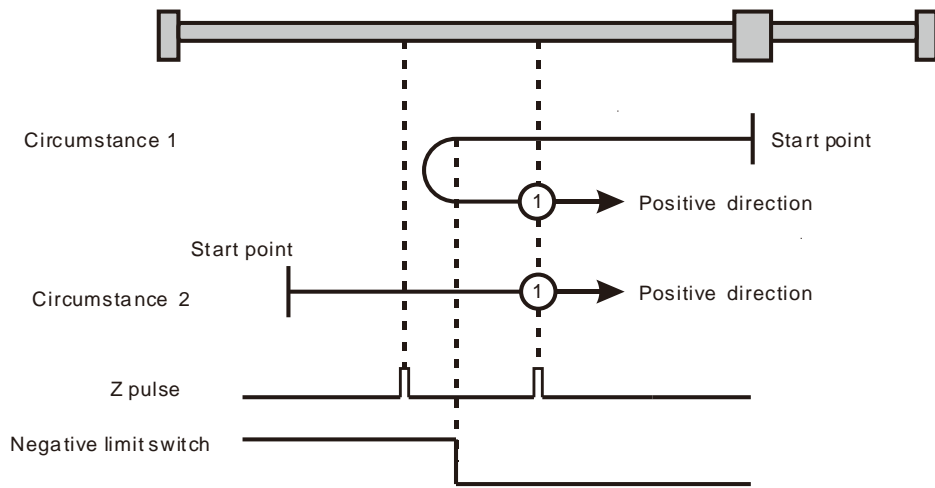 Circumstance 1
Start point
1
Positive direction
Start point
Circumstance 2
1
Positive direction
Z pulse
Negative limit switch